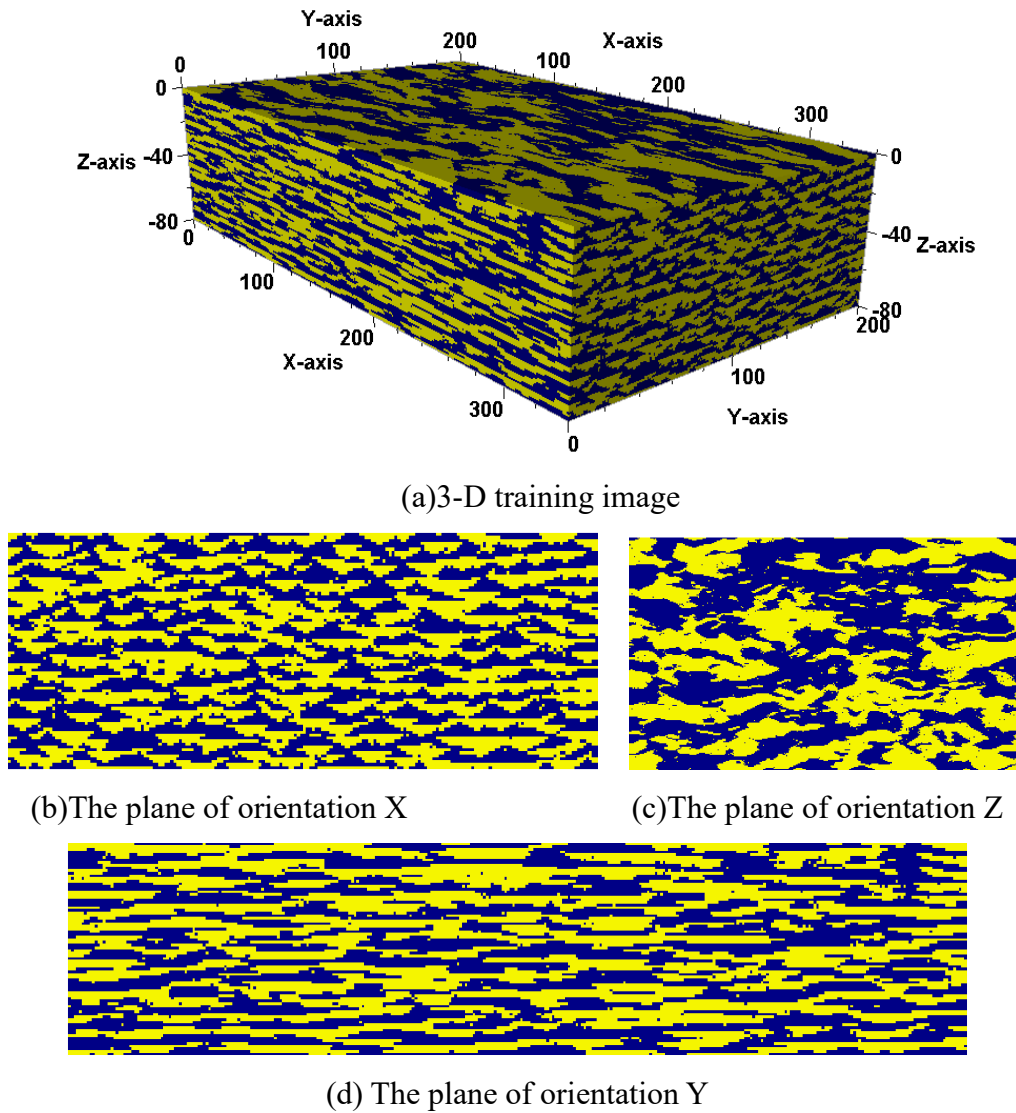 Y-axis
X-axis
0
100
200
100
200
300
0
0
Z-axis
-40
-40
Z-axis
-80
-80
0
200
100
100
200
X-axis
300
Y-axis
0
(a)3-D training image
(b)The plane of orientation X
(c)The plane of orientation Z
(d) The plane of orientation Y